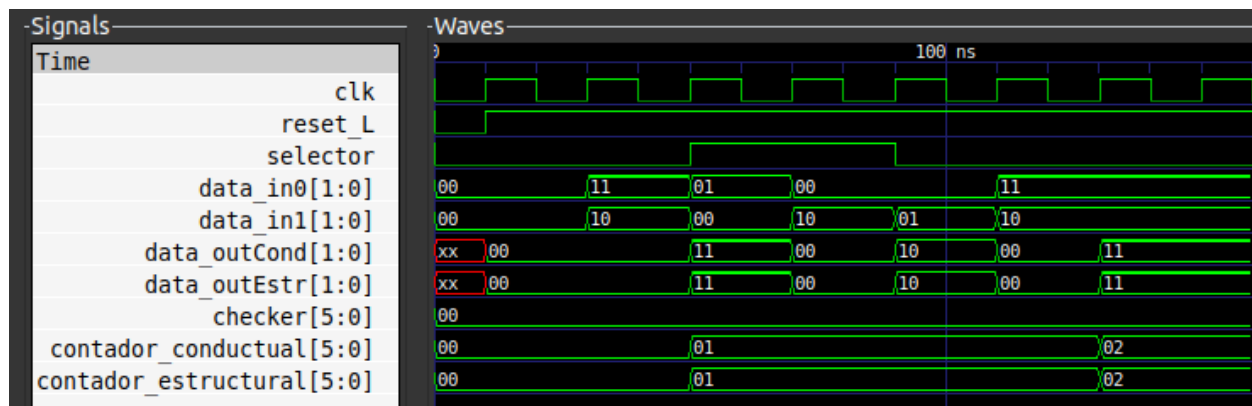 Signals Waves
Time 0 100 ns
clk
reset_L
selector
data_in0[1:0] 00 11 01 00 11
data_in1[1:0] 00 10 00 10 01 10
data_outCond[1:0] xx 00 11 00 10 00 11
data_outEstr[1:0] xx 00 11 00 10 00 11
checker[5:0] 00
contador_conductual[5:0] 00 01 02
contador_estructural[5:0] 00 01 02